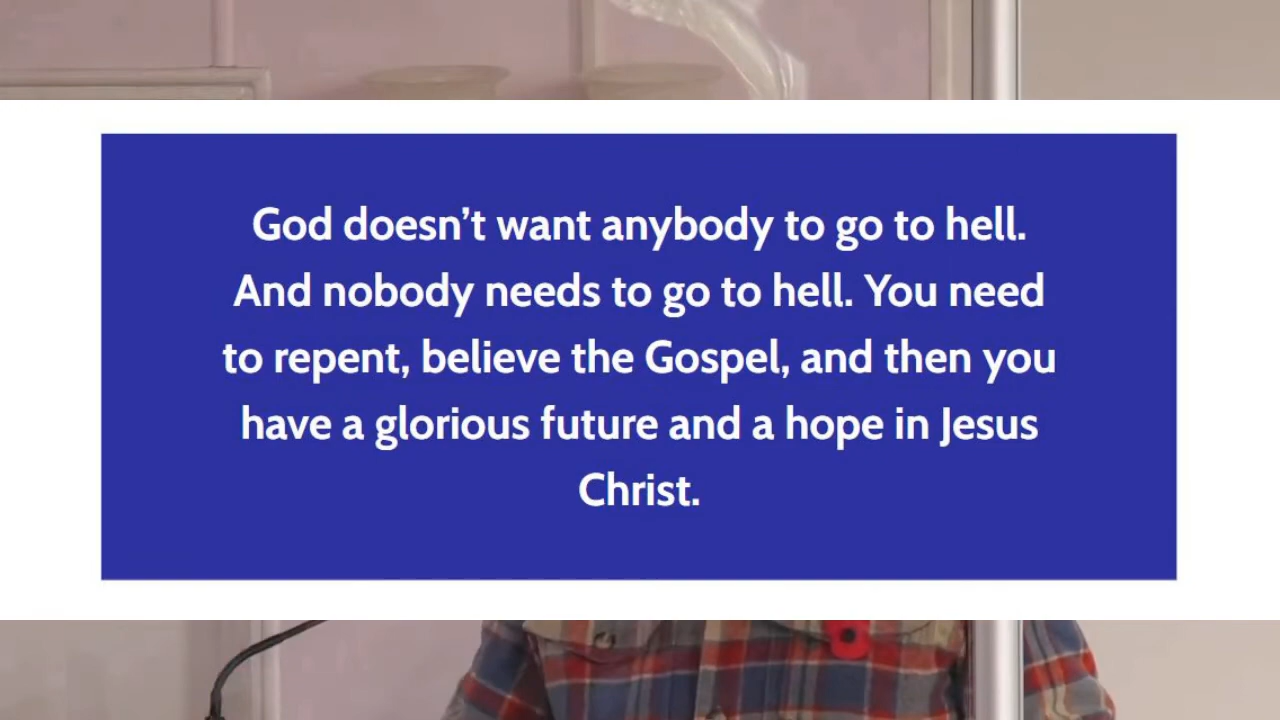 God doesn’t want anybody to go to hell.
And nobody needs to go to hell. You need
to repent, believe the Gospel, and then you
have a glorious future and a hope in Jesus
Christ.